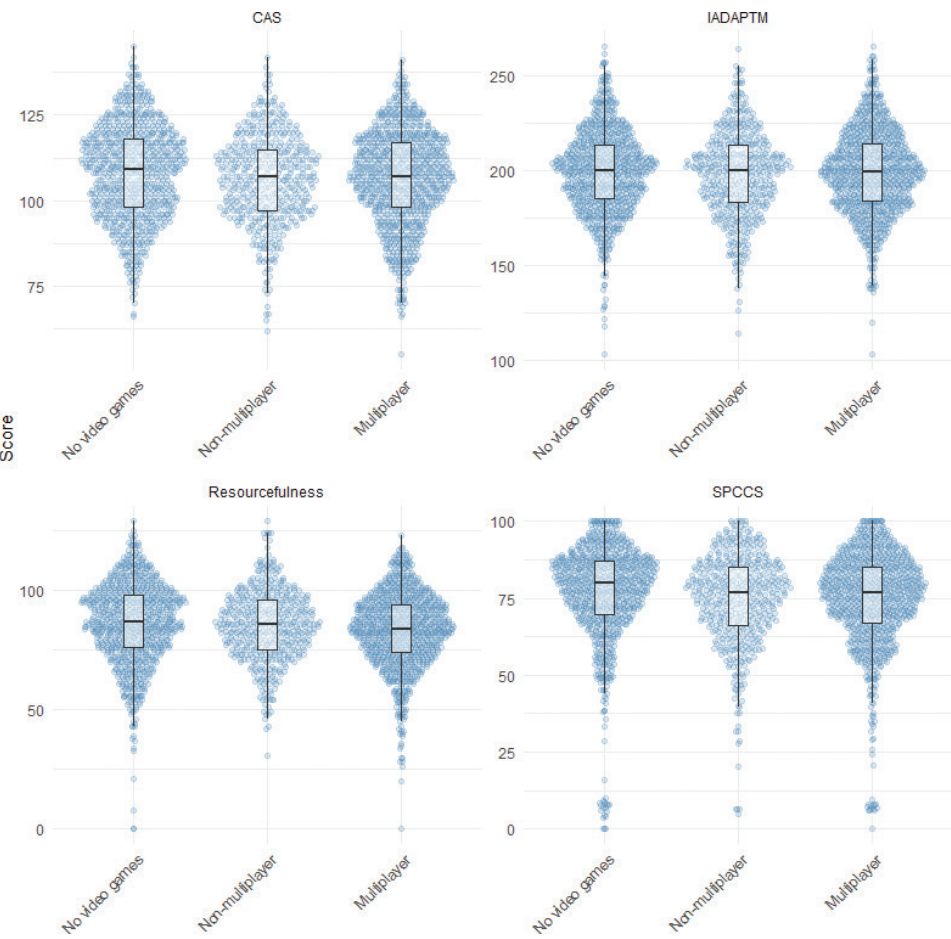 CAS
IADAPTM
125
100
75
250
200
150
100
No video games
Non-multiplayer
Multiplayer
No video games
Non-multiplayer
Multiplayer
Score
Resourcefulness
SPCCS
100
50
0
100
75
50
25
0
No video games
Non-multiplayer
Multiplayer
No video games
Non-multiplayer
Multiplayer